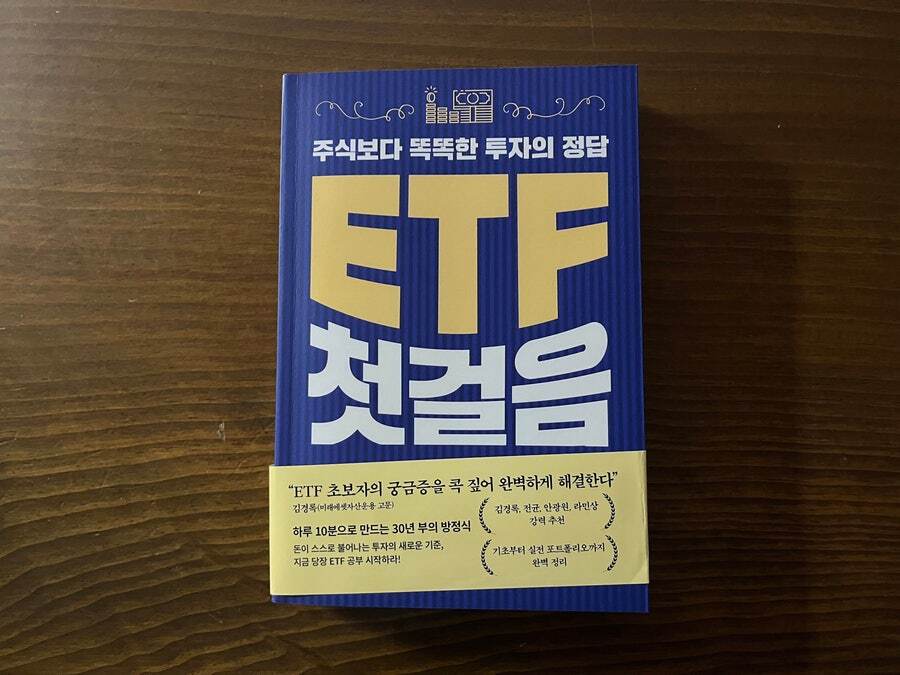 주식보다 똑똑한 투자의 정답
ETF
첫걸음
“ETF 초보자의 궁금증을 콕 짚어 완벽하게 해결한다”
김경록(미래에셋자산운용 고문)
하루 10분으로 만드는 30년 부의 방정식
돈이 스스로 불어나는 투자의 새로운 기준,
지금 당장 ETF 공부 시작하라!
김경록, 전균, 안광원, 라민상
강력 추천
기초부터 실전 포트폴리오까지
완벽 정리